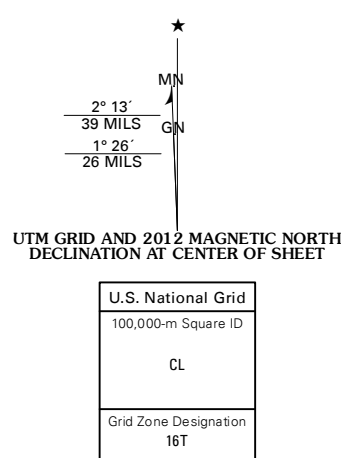 MN
2° 13´
39 MILS
GN
1° 26´
26 MILS
UTM GRID AND 2012 MAGNETIC NORTH
DECLINATION AT CENTER OF SHEET
U.S. National Grid
100,000-m Square ID
CL
Grid Zone Designation
16T